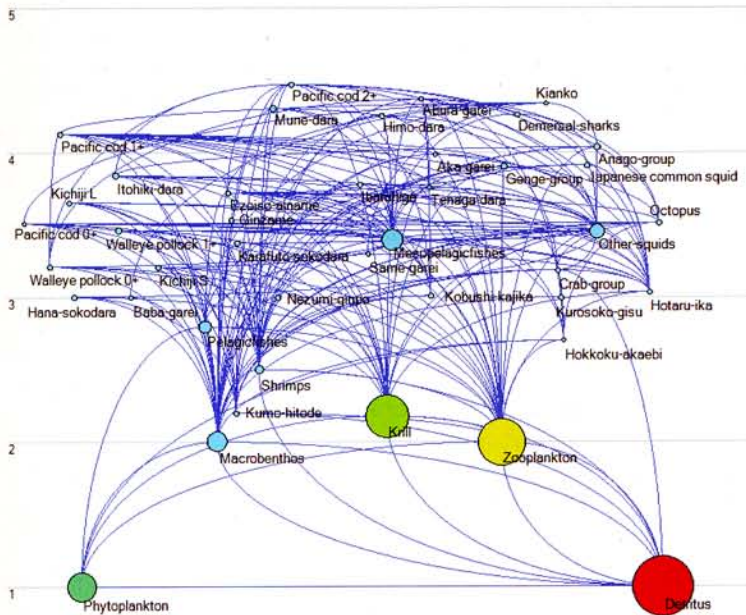 5
Pacific cod 2+
Kianko
Abura-garei
Mune-dara
Himo-dara
Demersal-sharks
Pacific cod 1+
4
Anago-group
Aka-garei
Genge-group
Japanese common squid
Itohiki-dara
Kichiji L
Ibarahige
Tenaga-dara
Ezoiso-ainame
Octopus
Ginzame
Pacific cod 0+
Walleye pollock 1+
Mesopelagicfishes
Other-squids
Karafuto-sokodara
Same-garei
Walleye pollock 0+
Kichiji S
Crab-group
3
Hana-sokodara
Baba-garei
Nezumi-ginpo
Kobushi-kajika
Kurosoko-gisu
Hotaru-ika
Pelagicfishes
Hokkoku-akaebi
Shrimps
Kumo-hitode
Krill
2
Macrobenthos
Zooplankton
1
Phytoplankton
Detritus